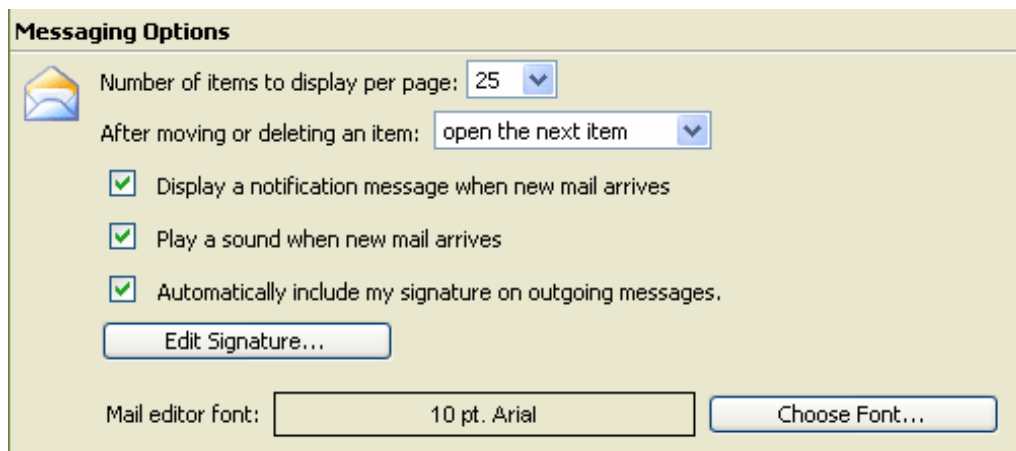 Messaging Options
Number of items to display per page: 25
After moving or deleting an item: open the next item
Display a notification message when new mail arrives
Play a sound when new mail arrives
Automatically include my signature on outgoing messages.
Edit Signature...
Mail editor font: 10 pt. Arial Choose Font...